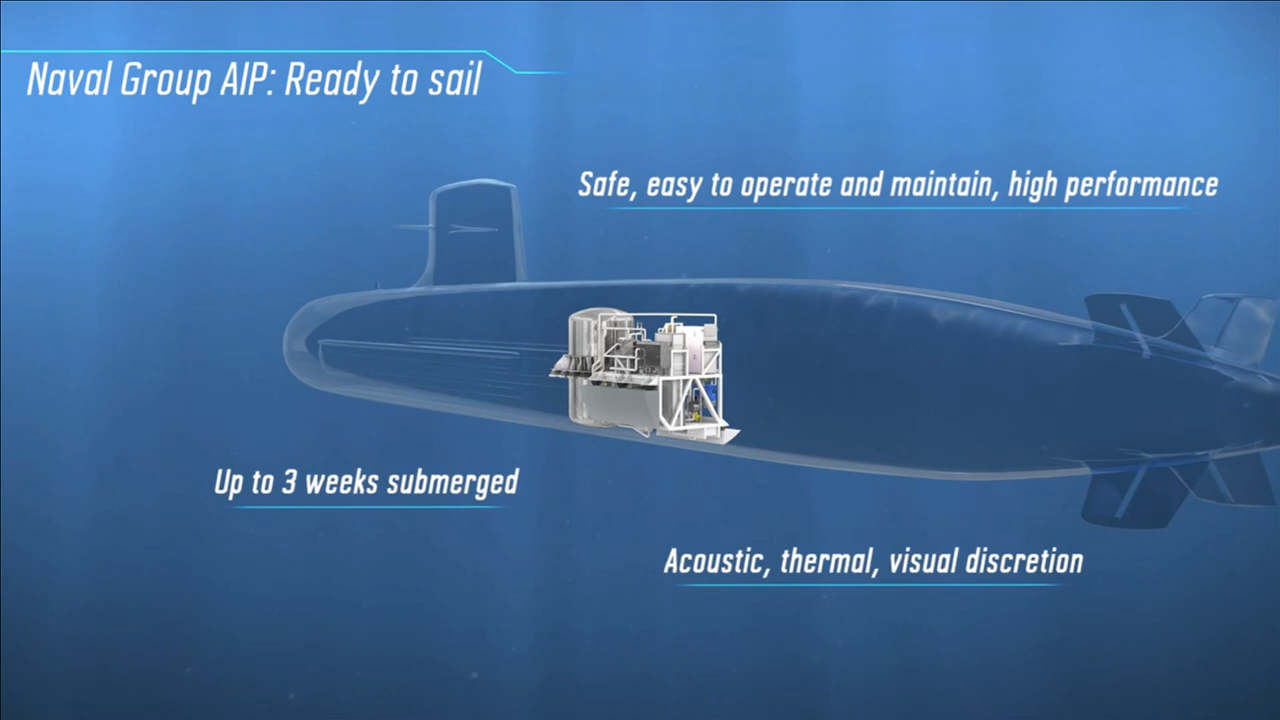 Naval Group AIP: Ready to sail
Safe, easy to operate and maintain, high performance
Up to 3 weeks submerged
Acoustic, thermal, visual discretion